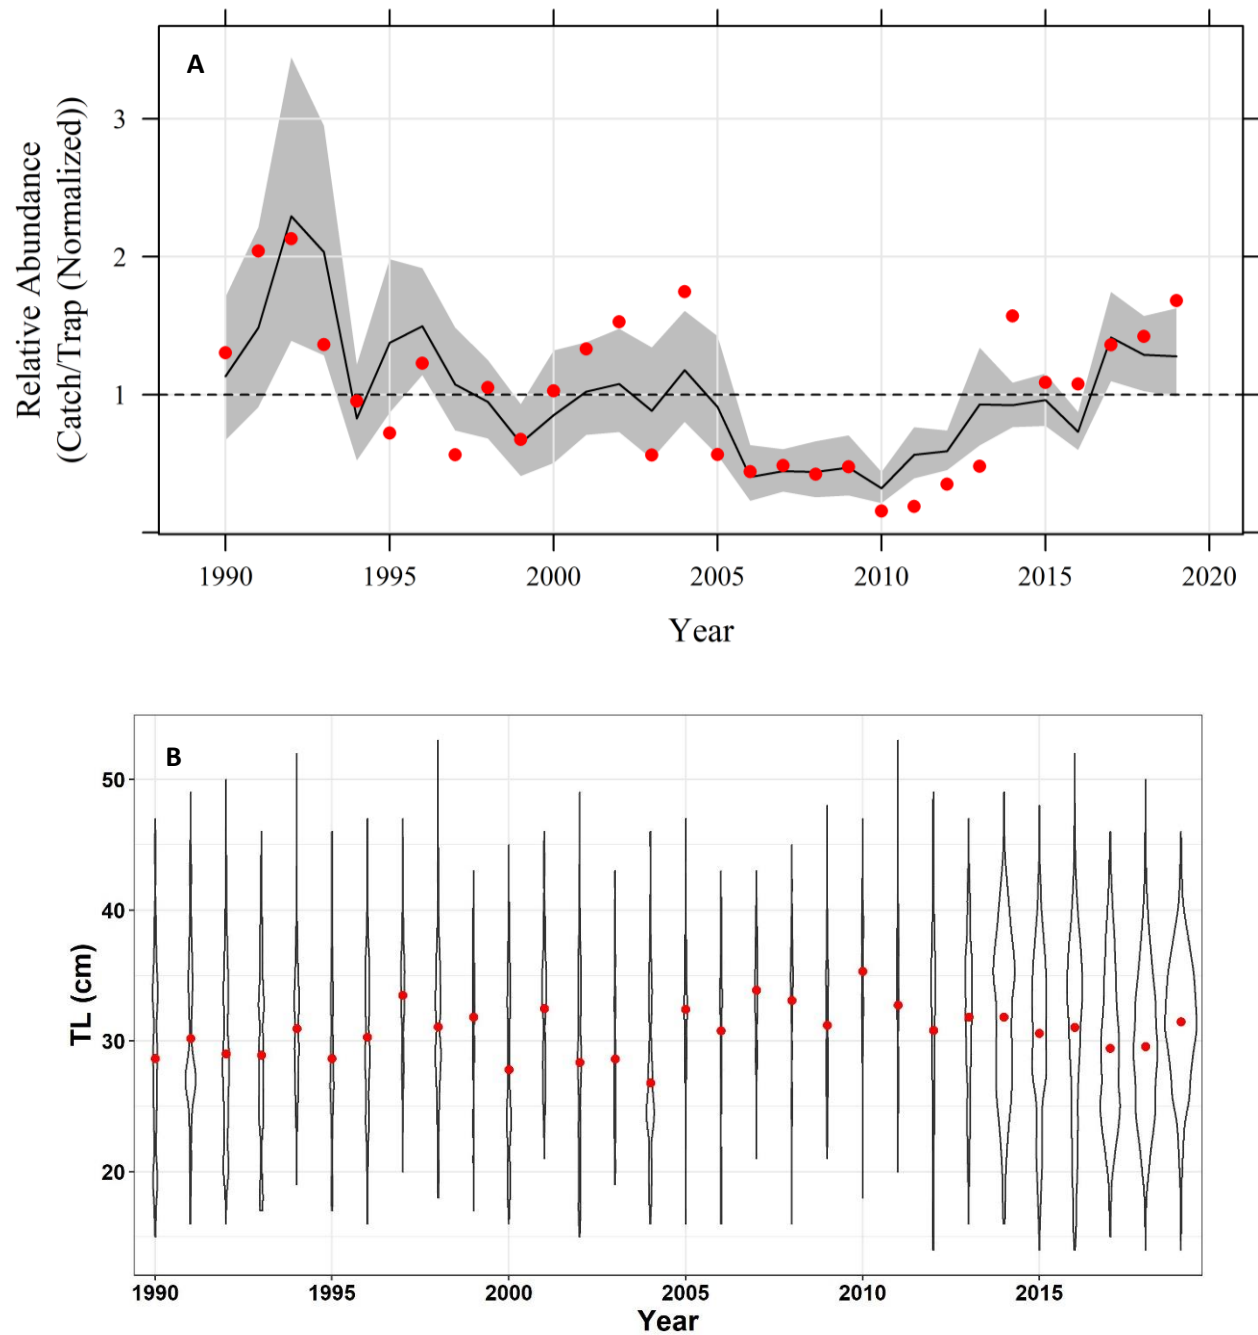 A
Relative Abundance
(Catch/Trap (Normalized))
3
2
1
1990 1995 2000 2005 2010 2015 2020
Year
B
TL (cm)
50
40
30
20
1990 1995 2000 2005 2010 2015
Year